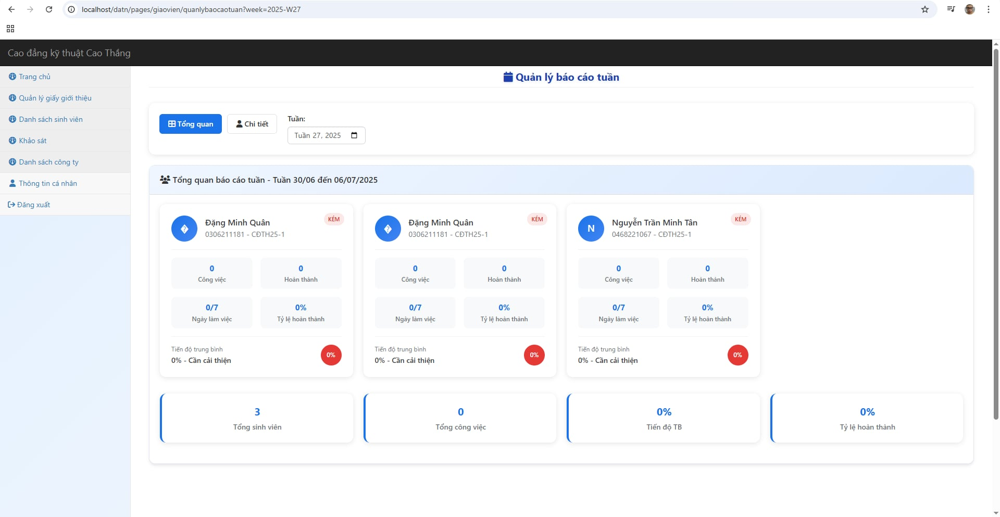 localhost/datn/pages/giaovien/quanlybaocaotuan?week=2025-W27
Cao đẳng kỹ thuật Cao Thắng
Trang chủ
Quản lý giấy giới thiệu
Danh sách sinh viên
Khảo sát
Danh sách công ty
Thông tin cá nhân
Đăng xuất
Quản lý báo cáo tuần
Tổng quan
Chi tiết
Tuần:
Tuần 27, 2025
Tổng quan báo cáo tuần - Tuần 30/06 đến 06/07/2025
�
Đặng Minh Quân
KÉM
0306211181 - CĐTH25-1
0
Công việc
0
Hoàn thành
0/7
Ngày làm việc
0%
Tỷ lệ hoàn thành
Tiến độ trung bình
0% - Cần cải thiện
0%
�
Đặng Minh Quân
KÉM
0306211181 - CĐTH25-1
0
Công việc
0
Hoàn thành
0/7
Ngày làm việc
0%
Tỷ lệ hoàn thành
Tiến độ trung bình
0% - Cần cải thiện
0%
N
Nguyễn Trần Minh Tân
KÉM
0468221067 - CĐTH25-1
0
Công việc
0
Hoàn thành
0/7
Ngày làm việc
0%
Tỷ lệ hoàn thành
Tiến độ trung bình
0% - Cần cải thiện
0%
3
Tổng sinh viên
0
Tổng công việc
0%
Tiến độ TB
0%
Tỷ lệ hoàn thành